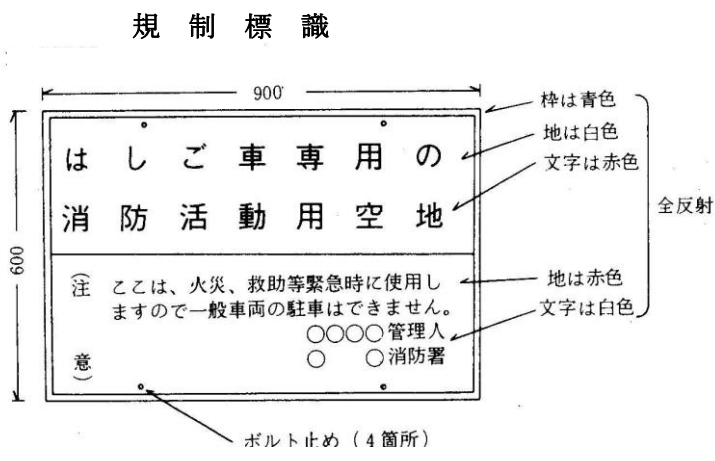 規制標識
900
600
枠は青色
地は白色
文字は赤色
全反射
はしご車専用の
消防活動用空地
(注意)
ここは、火災、救助等緊急時に使用し
ますので一般車両の駐車はできません。
○○○○管理人
○ ○消防署
地は赤色
文字は白色
ボルト止め(4箇所)